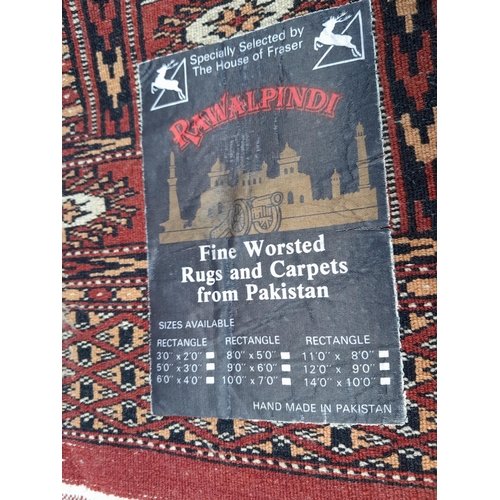 Specially Selected by
The House of Fraser
RAWALPINDI
Fine Worsted
Rugs and Carpets
from Pakistan
SIZES AVAILABLE
RECTANGLE RECTANGLE RECTANGLE
3'0" x 2'0" 8'0" x 5'0" 11'0" x 8'0"
5'0" x 3'0" 9'0" x 6'0" 12'0" x 9'0"
6'0" x 4'0" 10'0" x 7'0" 14'0" x 10'0"
HAND MADE IN PAKISTAN